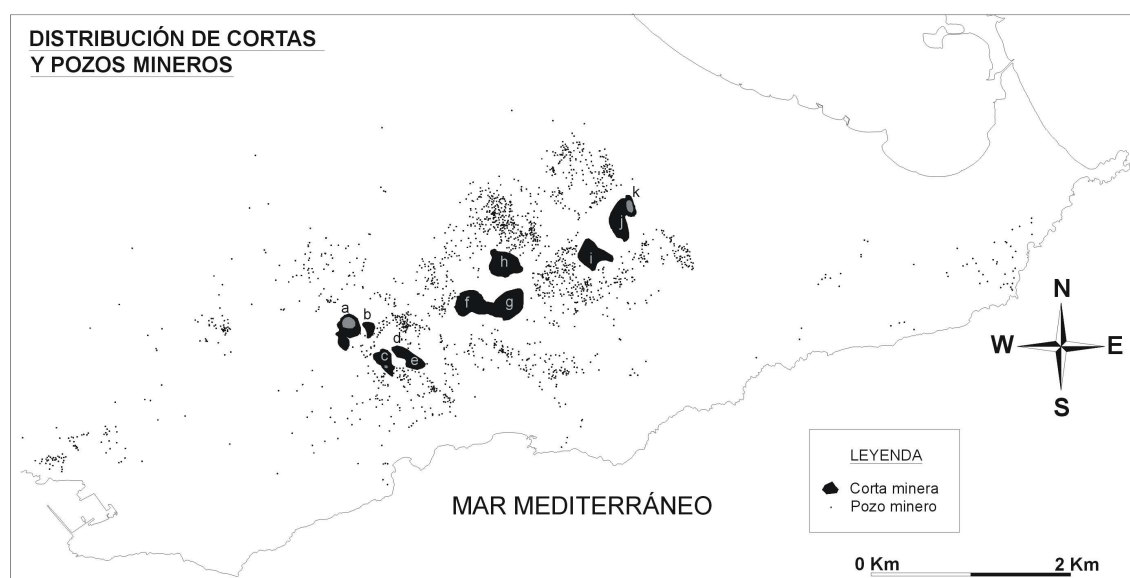 DISTRIBUCIÓN DE CORTAS
Y POZOS MINEROS
k
j
h
i
f
g
a
b
d
c
e
N
W
E
S
MAR MEDITERRÁNEO
LEYENDA
Corta minera
Pozo minero
0 Km
2 Km